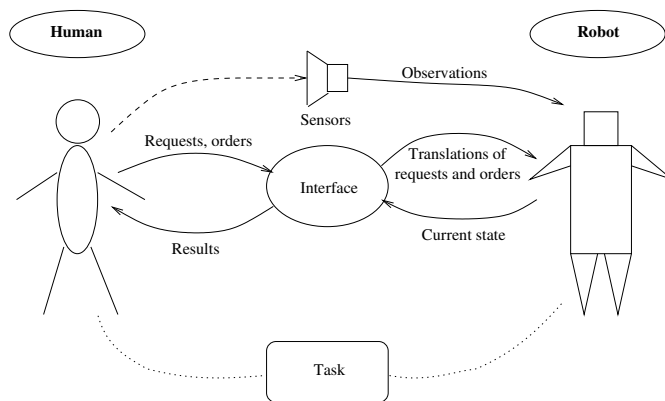 Human
Robot
Observations
Sensors
Requests, orders
Translations of
requests and orders
Interface
Results
Current state
Task